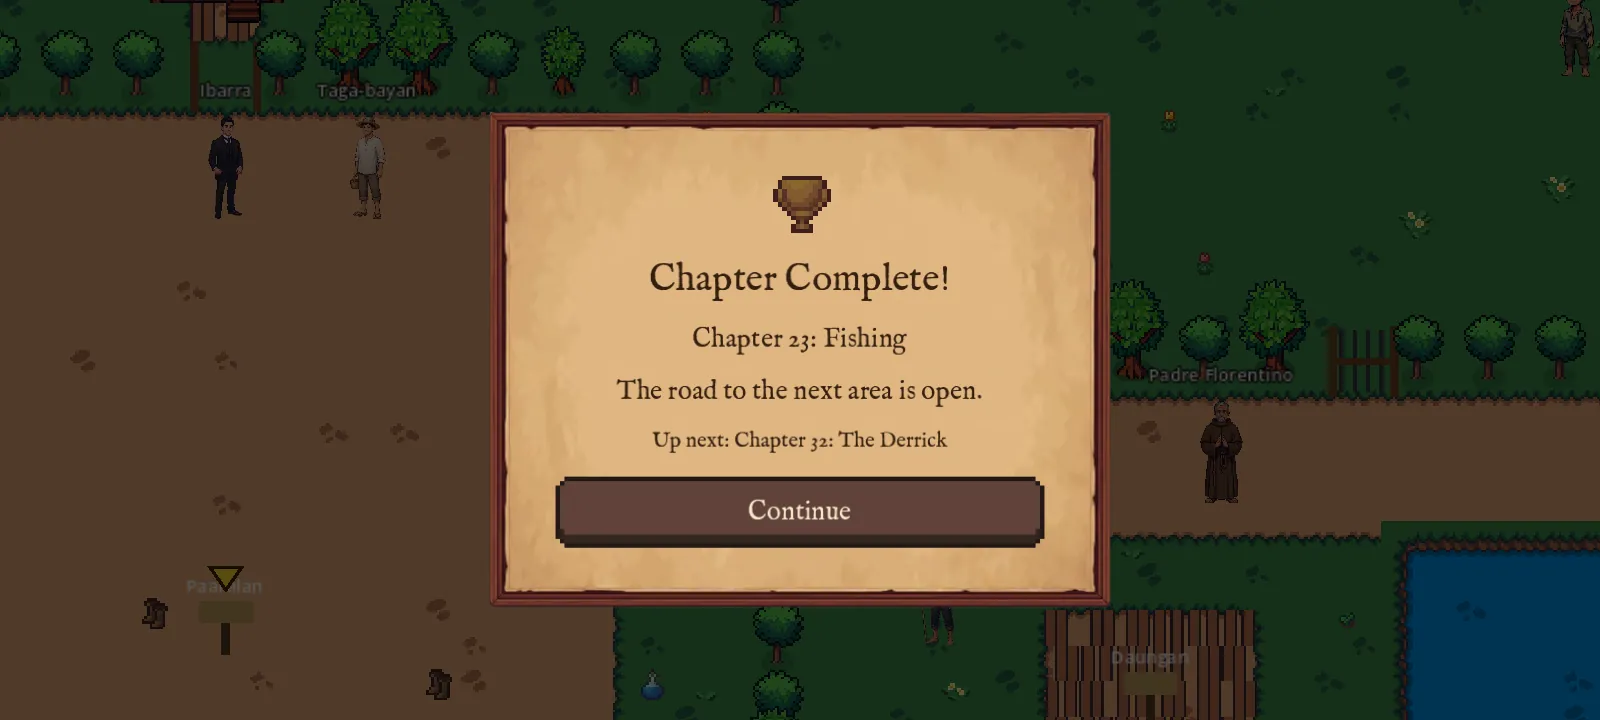 Ibarra
Taga-bayan
Chapter Complete!
Chapter 23: Fishing
The road to the next area is open.
Up next: Chapter 32: The Derrick
Continue
Padre Florentino
Daungan